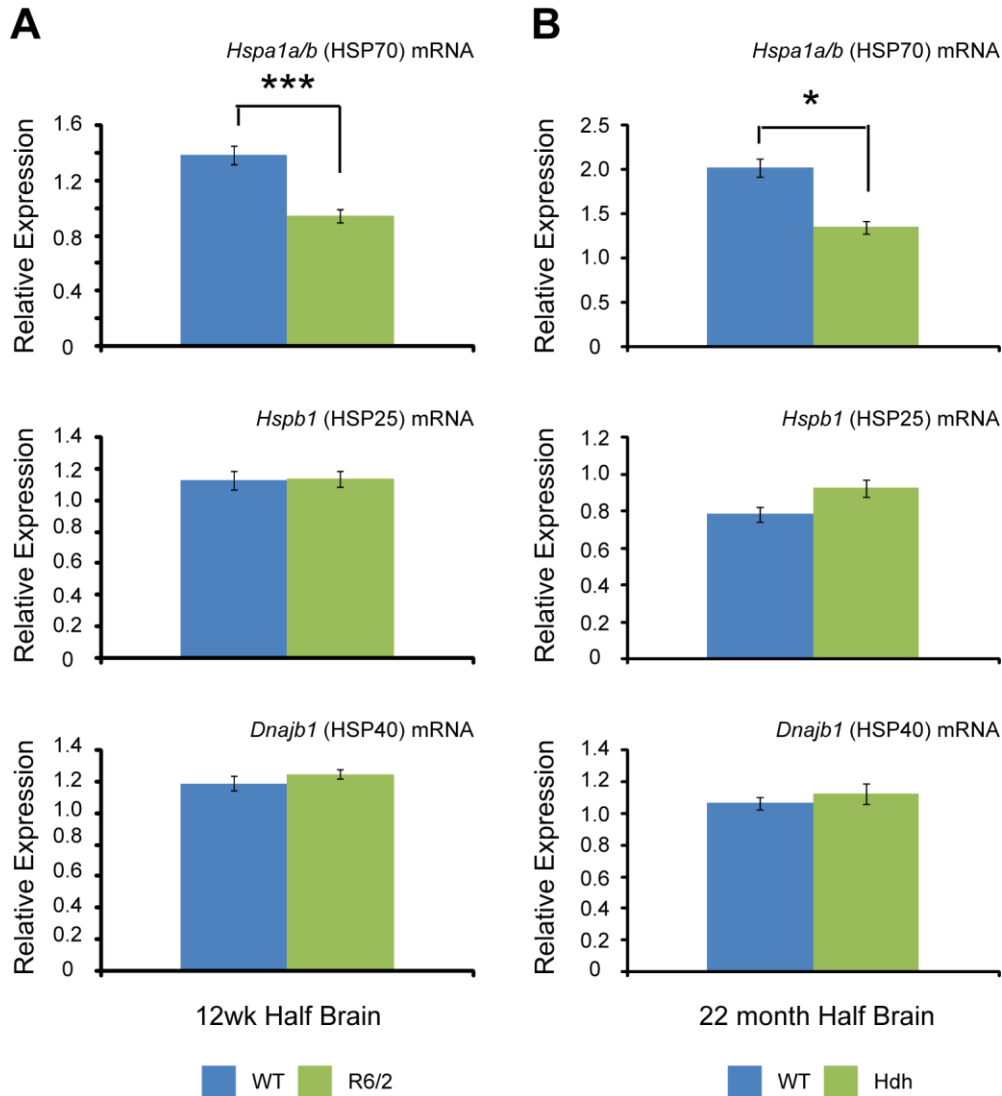 A
Hspa1a/b (HSP70) mRNA
***
Relative Expression
1.6
1.2
0.8
0.4
0
Hspb1 (HSP25) mRNA
Relative Expression
1.4
1.2
1.0
0.8
0.6
0.4
0.2
0
Dnajb1 (HSP40) mRNA
Relative Expression
1.4
1.2
1.0
0.8
0.6
0.4
0.2
0
12wk Half Brain
WT R6/2
B
Hspa1a/b (HSP70) mRNA
*
Relative Expression
2.5
2.0
1.5
1.0
0.5
0
Hspb1 (HSP25) mRNA
Relative Expression
1.2
1.0
0.8
0.6
0.4
0.2
0
Dnajb1 (HSP40) mRNA
Relative Expression
1.4
1.2
1.0
0.8
0.6
0.4
0.2
0
22 month Half Brain
WT Hdh